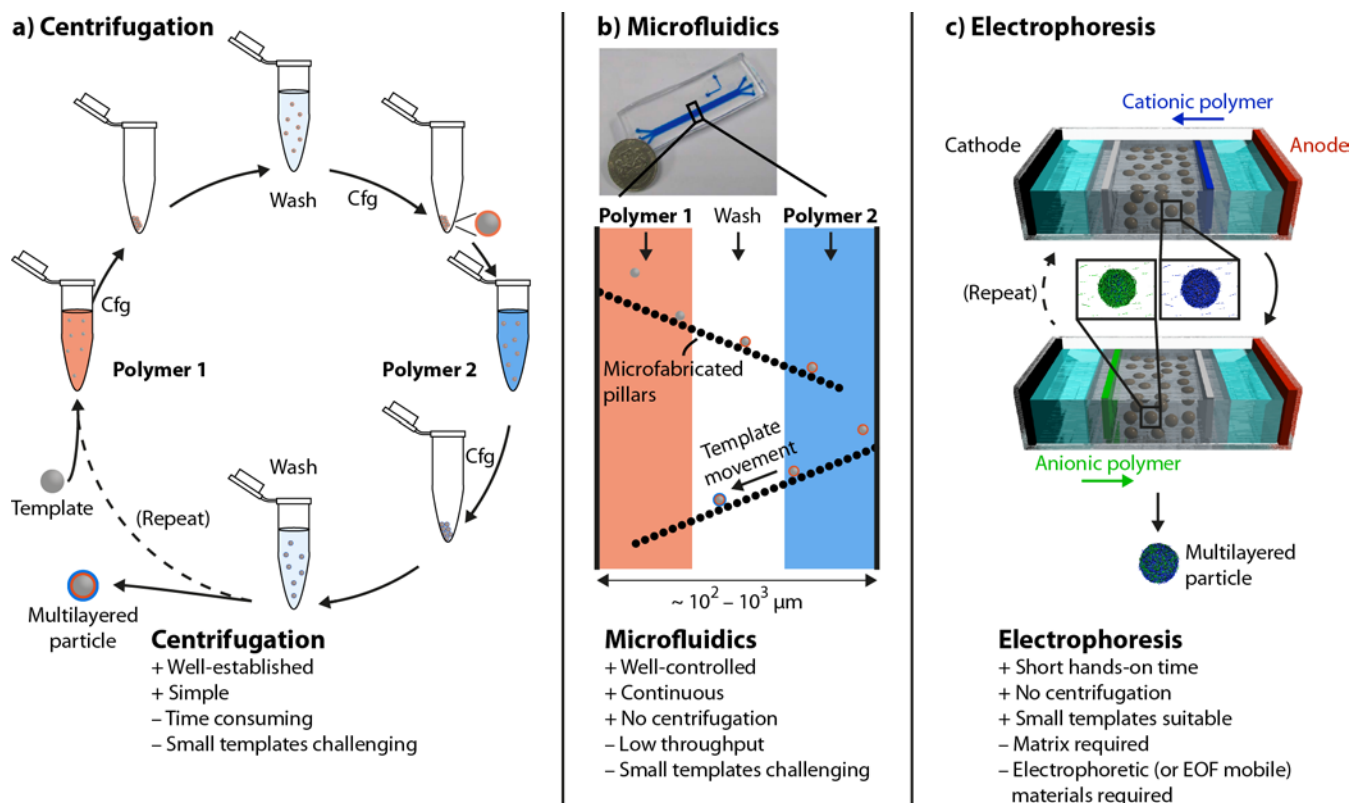 a) Centrifugation
Wash
Cfg
Cfg
Polymer 1
Polymer 2
Cfg
Template
Wash
(Repeat)
Multilayered
particle
Centrifugation
+ Well-established
+ Simple
– Time consuming
– Small templates challenging
b) Microfluidics
Polymer 1
Wash
Polymer 2
Microfabricated
pillars
Template
movement
~ 10² – 10³ µm
Microfluidics
+ Well-controlled
+ Continuous
+ No centrifugation
– Low throughput
– Small templates challenging
c) Electrophoresis
Cationic polymer
Cathode
Anode
(Repeat)
Anionic polymer
Multilayered
particle
Electrophoresis
+ Short hands-on time
+ No centrifugation
+ Small templates suitable
– Matrix required
– Electrophoretic (or EOF mobile)
materials required